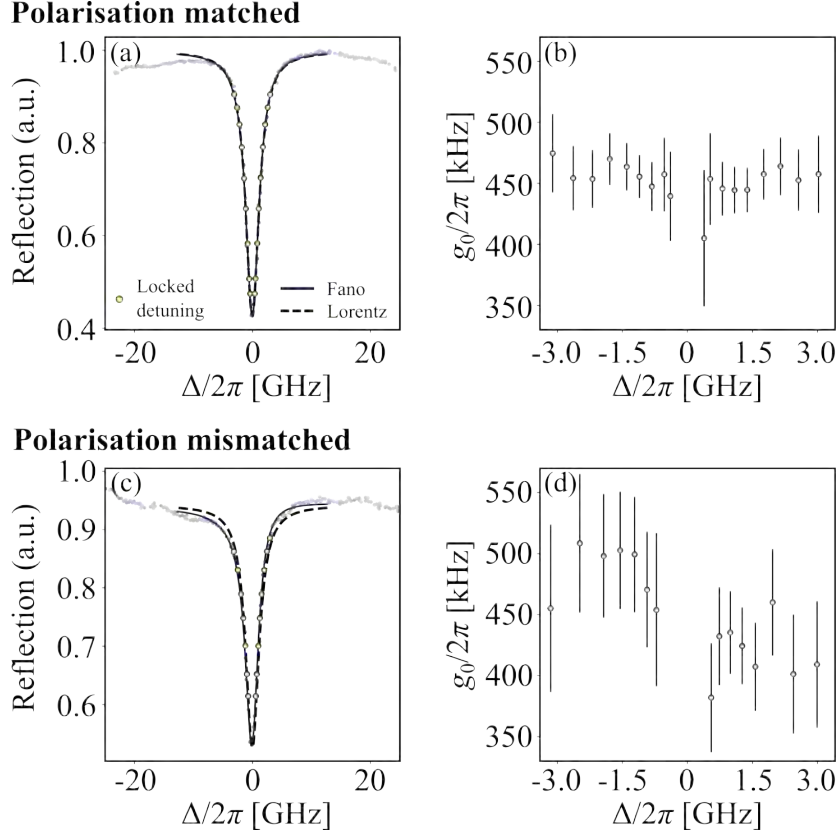 Polarisation matched
(a)
Reflection (a.u.)
1.0
0.8
0.6
0.4
Locked
detuning
Fano
Lorentz
-20
0
20
Δ/2π [GHz]
(b)
g₀/2π [kHz]
550
500
450
400
350
-3.0
-1.5
0
1.5
3.0
Δ/2π [GHz]
Polarisation mismatched
(c)
Reflection (a.u.)
1.0
0.9
0.8
0.7
0.6
-20
0
20
Δ/2π [GHz]
(d)
g₀/2π [kHz]
550
500
450
400
350
-3.0
-1.5
0
1.5
3.0
Δ/2π [GHz]